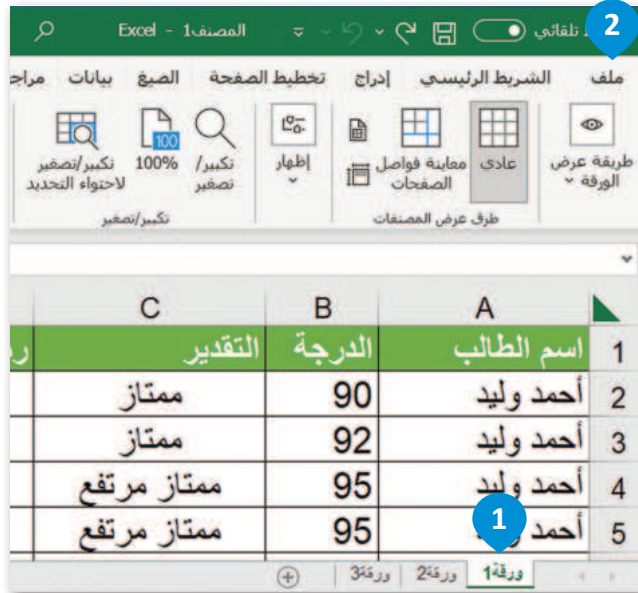 2
تلقائي المصنف1 - Excel
ملف الشريط الرئيسي إدراج تخطيط الصفحة الصيغ بيانات
طريقة عرض الورقة
عادي
معاينة فواصل الصفحات
طرق عرض المصنفات
إظهار
تكبير/ تصغير
100%
100
تكبير/تصغير لاحتواء التحديد
تكبير/تصغير
A B C
1 اسم الطالب الدرجة التقدير
2 أحمد وليد 90 ممتاز
3 أحمد وليد 92 ممتاز
4 أحمد وليد 95 ممتاز مرتفع
5 أحمد 95 ممتاز مرتفع
1
ورقة1 ورقة2 ورقة3